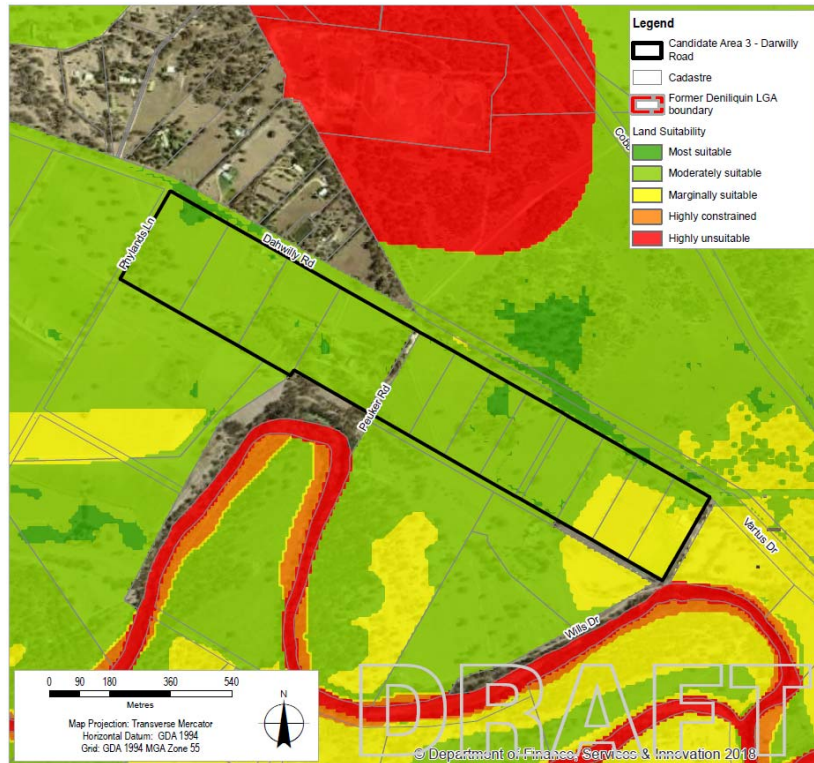 Legend
Candidate Area 3 - Darwilly
Road
Cadastre
Former Deniliquin LGA
boundary
Land Suitability
Most suitable
Moderately suitable
Marginally suitable
Highly constrained
Highly unsuitable
Phylands Ln
Dahwilly Rd
Peuker Rd
Vartus Dr
Wills Dr
0 90 180 360 540
Metres
Map Projection: Transverse Mercator
Horizontal Datum: GDA 1994
Grid: GDA 1994 MGA Zone 55
N
DRAFT
© Department of Finance, Services & Innovation 2018